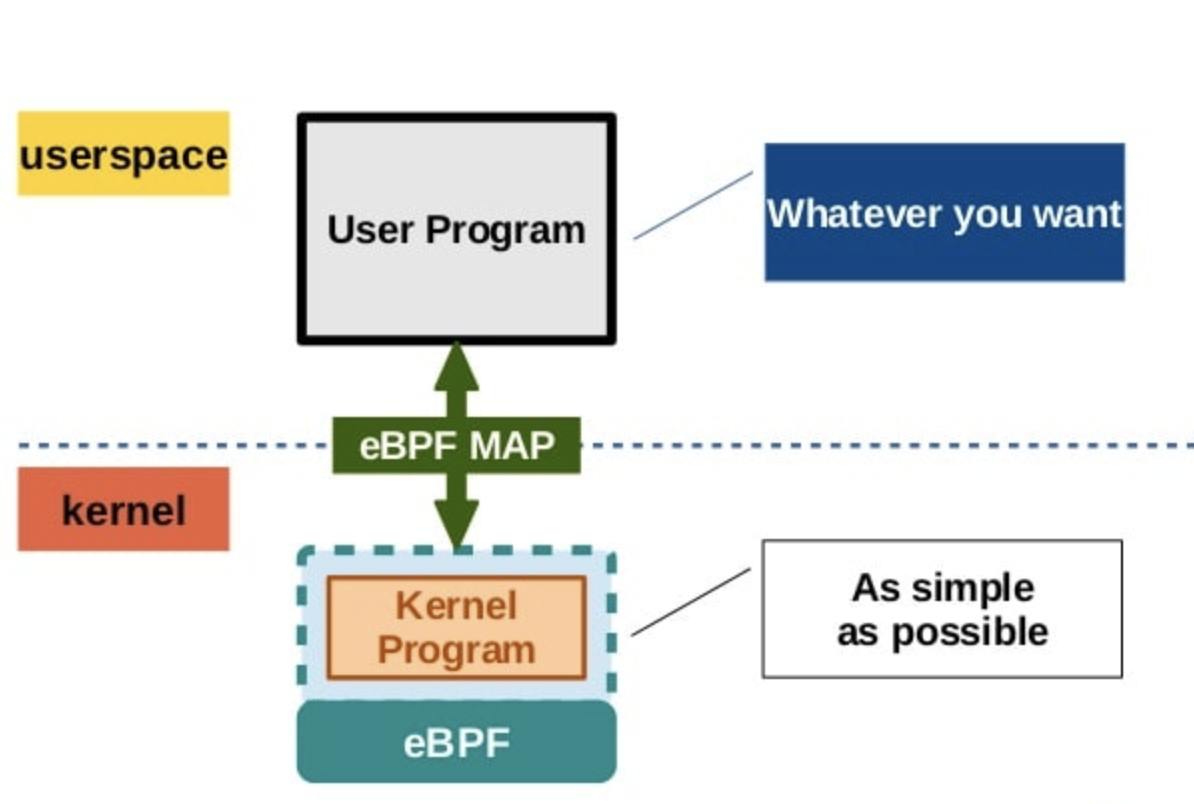 userspace
User Program
Whatever you want
eBPF MAP
kernel
Kernel
Program
As simple
as possible
eBPF